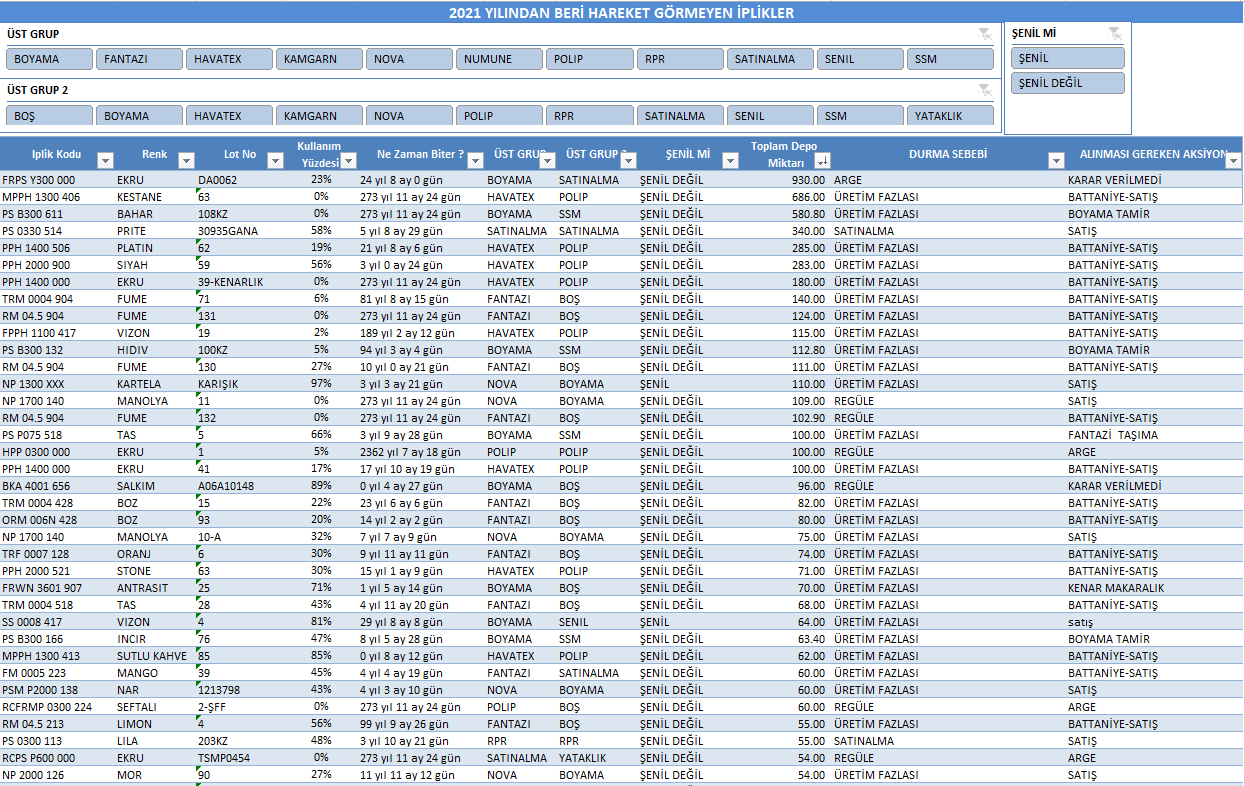 2021 YILINDAN BERİ HAREKET GÖRMEYEN İPLİKLER
ÜST GRUP
BOYAMA FANTAZI HAVATEX KAMGARN NOVA NUMUNE POLIP RPR SATINALMA SENIL SSM
ÜST GRUP 2
BOŞ BOYAMA HAVATEX KAMGARN NOVA POLIP RPR SATINALMA SENIL SSM YATAKLIK
ŞENİL Mİ
ŞENİL
ŞENİL DEĞİL
Iplik Kodu Renk Lot No Kullanım Yüzdesi Ne Zaman Biter ? ÜST GRUP ÜST GRUP ŞENİL Mİ Toplam Depo Miktarı DURMA SEBEBİ ALINMASI GEREKEN AKSİYON
FRPS Y300 000 EKRU DA0062 23% 24 yıl 8 ay 0 gün BOYAMA SATINALMA ŞENİL DEĞİL 930.00 ARGE KARAR VERİLMEDİ
MPPH 1300 406 KESTANE 63 0% 273 yıl 11 ay 24 gün HAVATEX POLIP ŞENİL DEĞİL 686.00 ÜRETİM FAZLASI BATTANİYE-SATIŞ
PS B300 611 BAHAR 108KZ 0% 273 yıl 11 ay 24 gün BOYAMA SSM ŞENİL DEĞİL 580.80 ÜRETİM FAZLASI BOYAMA TAMİR
PS 0330 514 PRITE 30935GANA 58% 5 yıl 8 ay 29 gün SATINALMA SATINALMA ŞENİL DEĞİL 340.00 SATINALMA SATIŞ
PPH 1400 506 PLATIN 62 19% 21 yıl 8 ay 6 gün HAVATEX POLIP ŞENİL DEĞİL 285.00 ÜRETİM FAZLASI BATTANİYE-SATIŞ
PPH 2000 900 SIYAH 59 56% 3 yıl 0 ay 24 gün HAVATEX POLIP ŞENİL DEĞİL 283.00 ÜRETİM FAZLASI BATTANİYE-SATIŞ
PPH 1400 000 EKRU 39-KENARLIK 0% 273 yıl 11 ay 24 gün HAVATEX POLIP ŞENİL DEĞİL 180.00 ÜRETİM FAZLASI BATTANİYE-SATIŞ
TRM 0004 904 FUME 71 6% 81 yıl 8 ay 15 gün FANTAZI BOŞ ŞENİL DEĞİL 140.00 ÜRETİM FAZLASI BATTANİYE-SATIŞ
RM 04.5 904 FUME 131 0% 273 yıl 11 ay 24 gün FANTAZI BOŞ ŞENİL DEĞİL 124.00 ÜRETİM FAZLASI BATTANİYE-SATIŞ
FPPH 1100 417 VIZON 19 2% 189 yıl 2 ay 12 gün HAVATEX POLIP ŞENİL DEĞİL 115.00 ÜRETİM FAZLASI BATTANİYE-SATIŞ
PS B300 132 HIDIV 100KZ 5% 94 yıl 3 ay 4 gün BOYAMA SSM ŞENİL DEĞİL 112.80 ÜRETİM FAZLASI BOYAMA TAMİR
RM 04.5 904 FUME 130 27% 10 yıl 0 ay 21 gün FANTAZI BOŞ ŞENİL DEĞİL 111.00 ÜRETİM FAZLASI BATTANİYE-SATIŞ
NP 1300 XXX KARTELA KARIŞIK 97% 3 yıl 3 ay 21 gün NOVA BOYAMA ŞENİL 110.00 ÜRETİM FAZLASI SATIŞ
NP 1700 140 MANOLYA 11 0% 273 yıl 11 ay 24 gün NOVA BOYAMA ŞENİL DEĞİL 109.00 REGÜLE SATIŞ
RM 04.5 904 FUME 132 0% 273 yıl 11 ay 24 gün FANTAZI BOŞ ŞENİL DEĞİL 102.90 REGÜLE BATTANİYE-SATIŞ
PS P075 518 TAS 5 66% 3 yıl 9 ay 28 gün BOYAMA SSM ŞENİL DEĞİL 100.00 ÜRETİM FAZLASI FANTAZİ TAŞIMA
HPP 0300 000 EKRU 1 5% 2362 yıl 7 ay 18 gün POLIP POLIP ŞENİL DEĞİL 100.00 REGÜLE ARGE
PPH 1400 000 EKRU 41 17% 17 yıl 10 ay 19 gün HAVATEX POLIP ŞENİL DEĞİL 100.00 ÜRETİM FAZLASI BATTANİYE-SATIŞ
BKA 4001 656 SALKIM A06A10148 89% 0 yıl 4 ay 27 gün BOYAMA BOŞ ŞENİL DEĞİL 96.00 REGÜLE KARAR VERİLMEDİ
TRM 0004 428 BOZ 15 22% 23 yıl 6 ay 6 gün FANTAZI BOŞ ŞENİL DEĞİL 82.00 ÜRETİM FAZLASI BATTANİYE-SATIŞ
ORM 006N 428 BOZ 93 20% 14 yıl 2 ay 2 gün FANTAZI BOŞ ŞENİL DEĞİL 80.00 ÜRETİM FAZLASI BATTANİYE-SATIŞ
NP 1700 140 MANOLYA 10-A 32% 7 yıl 7 ay 9 gün NOVA BOYAMA ŞENİL DEĞİL 75.00 ÜRETİM FAZLASI SATIŞ
TRF 0007 128 ORANJ 6 30% 9 yıl 11 ay 11 gün FANTAZI BOŞ ŞENİL DEĞİL 74.00 ÜRETİM FAZLASI BATTANİYE-SATIŞ
PPH 2000 521 STONE 63 30% 15 yıl 1 ay 9 gün HAVATEX POLIP ŞENİL DEĞİL 71.00 ÜRETİM FAZLASI BATTANİYE-SATIŞ
FRWN 3601 907 ANTRASIT 25 71% 1 yıl 5 ay 14 gün BOYAMA BOŞ ŞENİL DEĞİL 70.00 ÜRETİM FAZLASI KENAR MAKARALIK
TRM 0004 518 TAS 28 43% 4 yıl 11 ay 20 gün FANTAZI BOŞ ŞENİL DEĞİL 68.00 ÜRETİM FAZLASI BATTANİYE-SATIŞ
SS 0008 417 VIZON 4 81% 29 yıl 8 ay 8 gün BOYAMA SENIL ŞENİL 64.00 ÜRETİM FAZLASI satış
PS B300 166 INCIR 76 47% 8 yıl 5 ay 28 gün BOYAMA SSM ŞENİL DEĞİL 63.40 ÜRETİM FAZLASI BOYAMA TAMİR
MPPH 1300 413 SUTLU KAHVE 85 85% 0 yıl 8 ay 12 gün HAVATEX POLIP ŞENİL DEĞİL 62.00 ÜRETİM FAZLASI BATTANİYE-SATIŞ
FM 0005 223 MANGO 39 45% 4 yıl 4 ay 19 gün FANTAZI SATINALMA ŞENİL DEĞİL 60.00 ÜRETİM FAZLASI BATTANİYE-SATIŞ
PSM P2000 138 NAR 1213798 43% 4 yıl 3 ay 10 gün NOVA BOYAMA ŞENİL DEĞİL 60.00 ÜRETİM FAZLASI SATIŞ
RCFRMP 0300 224 SEFTALI 2-ŞFF 0% 273 yıl 11 ay 24 gün POLIP BOŞ ŞENİL DEĞİL 60.00 REGÜLE ARGE
RM 04.5 213 LIMON 4 56% 99 yıl 9 ay 26 gün FANTAZI BOŞ ŞENİL DEĞİL 55.00 ÜRETİM FAZLASI BATTANİYE-SATIŞ
PS 0300 113 LILA 203KZ 48% 3 yıl 10 ay 21 gün RPR RPR ŞENİL DEĞİL 55.00 SATINALMA SATIŞ
RCPS P600 000 EKRU TSMP0454 0% 273 yıl 11 ay 24 gün SATINALMA YATAKLIK ŞENİL DEĞİL 54.00 REGÜLE ARGE
NP 2000 126 MOR 90 27% 11 yıl 11 ay 12 gün NOVA BOYAMA ŞENİL DEĞİL 54.00 ÜRETİM FAZLASI SATIŞ